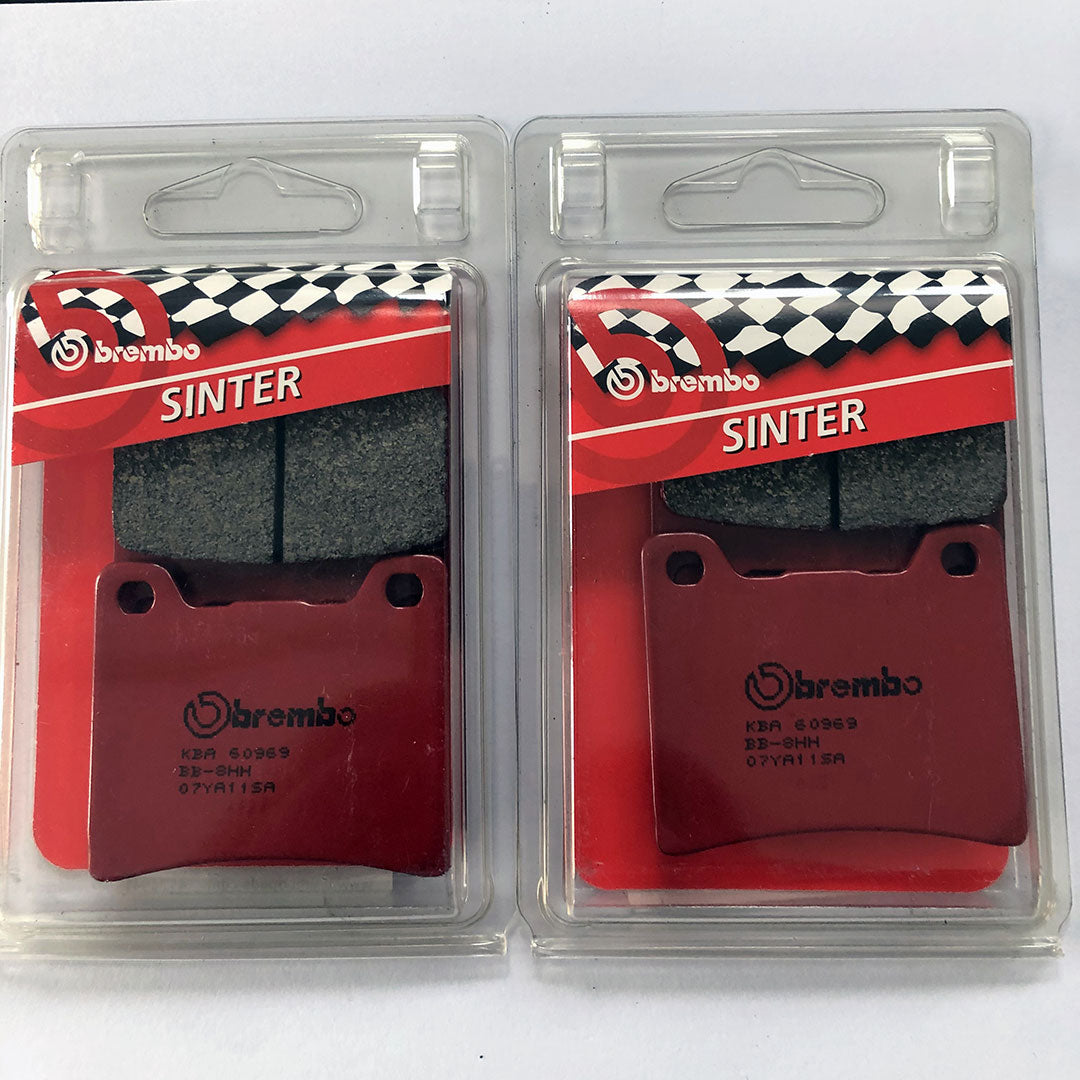 brembo
SINTER
brembo
KBA 60969
BB-8HH
07YA11SA
brembo
SINTER
brembo
KBA 60969
BB-8HH
07YA11SA